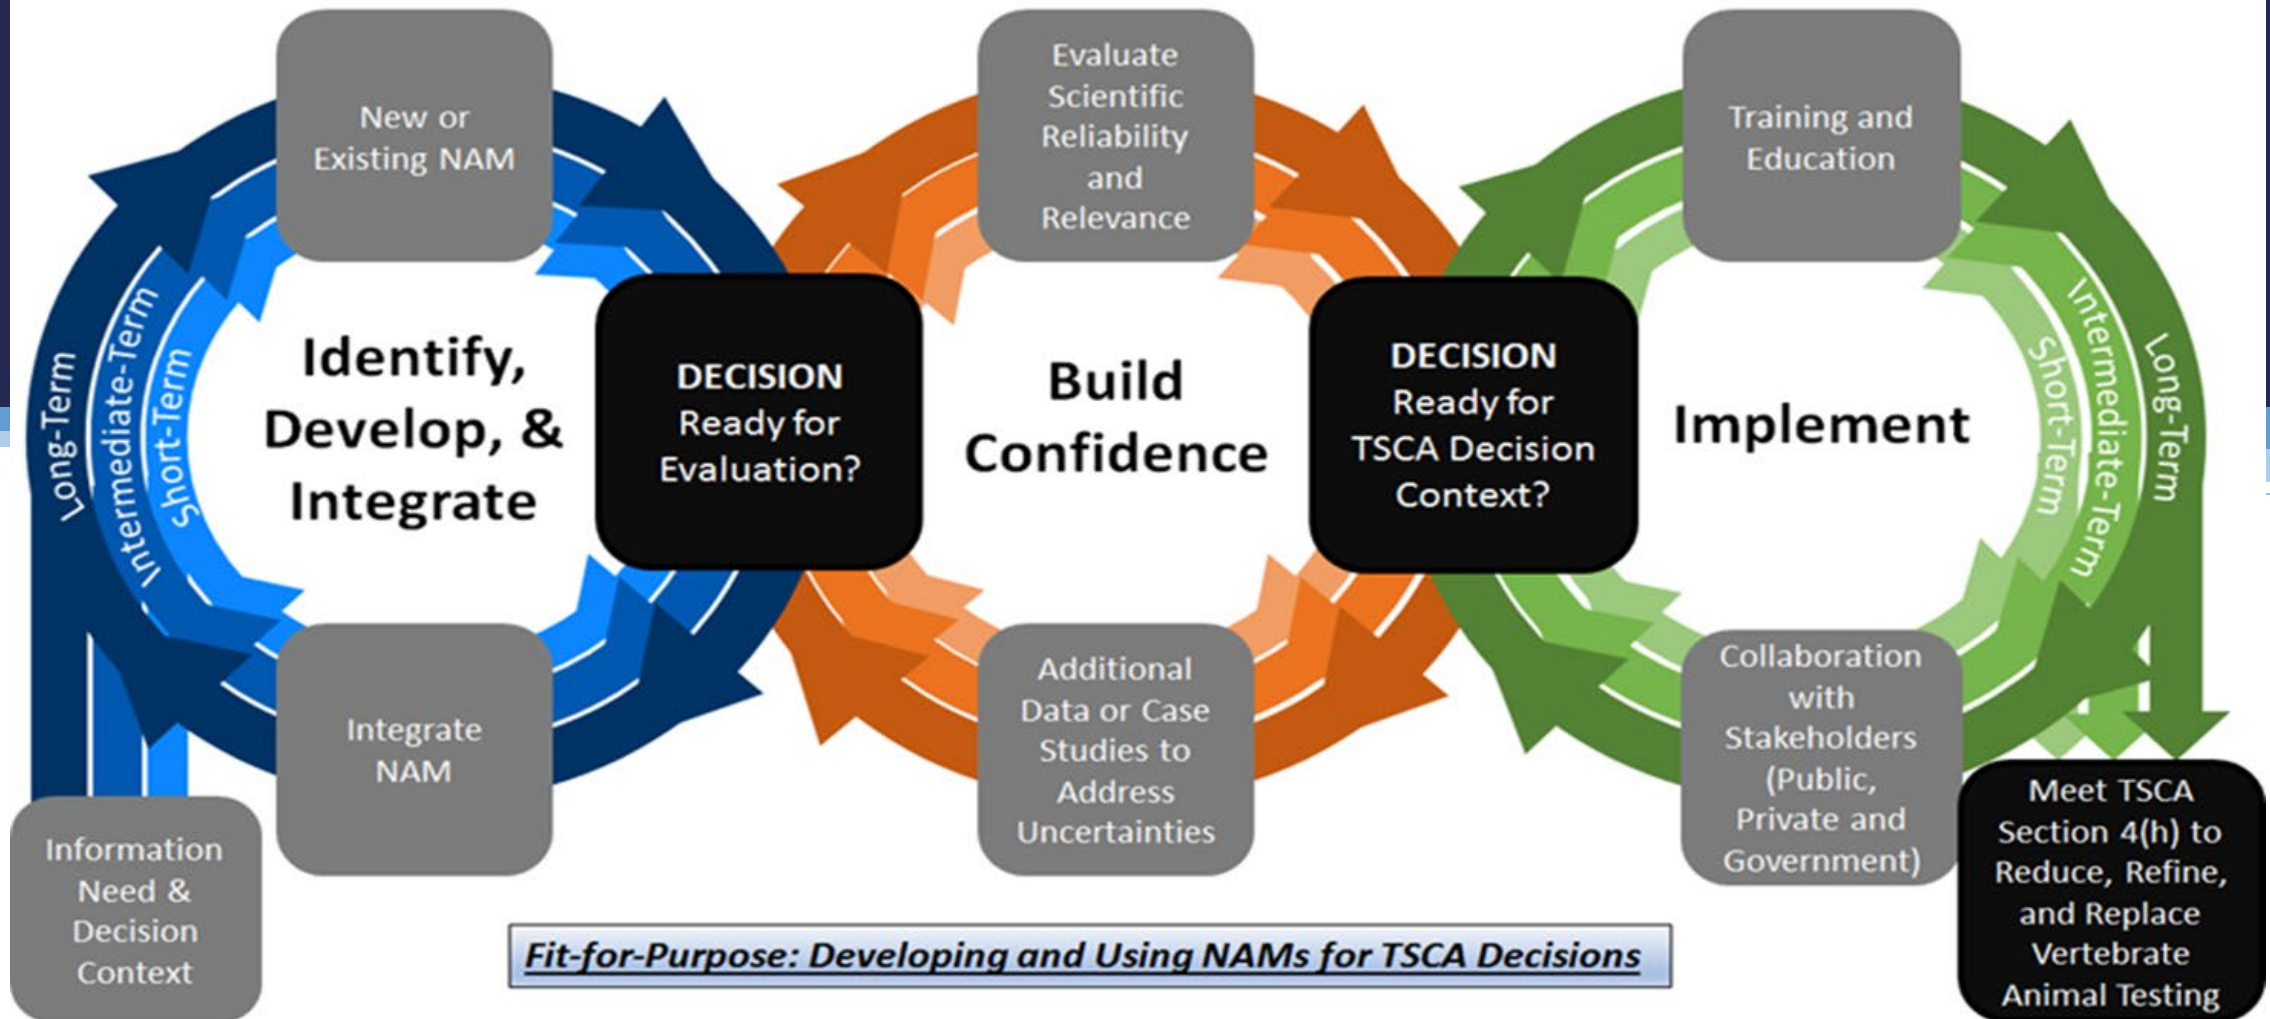 New or
Existing NAM
Long-Term
Intermediate-Term
Short-Term
Identify,
Develop, &
Integrate
Integrate
NAM
Information
Need &
Decision
Context
DECISION
Ready for
Evaluation?
Evaluate
Scientific
Reliability
and
Relevance
Build
Confidence
Additional
Data or Case
Studies to
Address
Uncertainties
DECISION
Ready for
TSCA Decision
Context?
Training and
Education
Implement
Short-Term
Intermediate-Term
Long-Term
Collaboration
with
Stakeholders
(Public,
Private and
Government)
Meet TSCA
Section 4(h) to
Reduce, Refine,
and Replace
Vertebrate
Animal Testing
Fit-for-Purpose: Developing and Using NAMs for TSCA Decisions